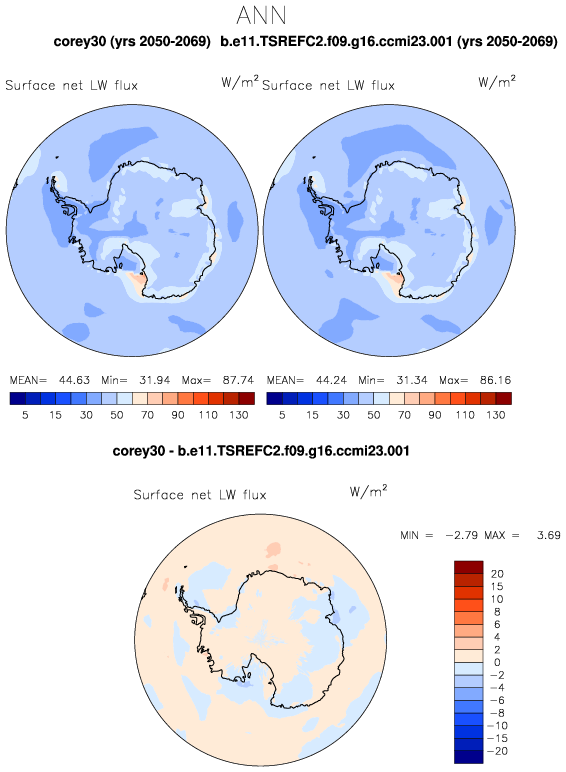 ANN
corey30 (yrs 2050-2069) b.e11.TSREFC2.f09.g16.ccmi23.001 (yrs 2050-2069)
Surface net LW flux W/m² Surface net LW flux W/m²
MEAN= 44.63 Min= 31.94 Max= 87.74 MEAN= 44.24 Min= 31.34 Max= 86.16
5 15 30 50 70 90 110 130 5 15 30 50 70 90 110 130
corey30 - b.e11.TSREFC2.f09.g16.ccmi23.001
Surface net LW flux W/m²
MIN = -2.79 MAX = 3.69
20
15
10
8
6
4
2
0
-2
-4
-6
-8
-10
-15
-20